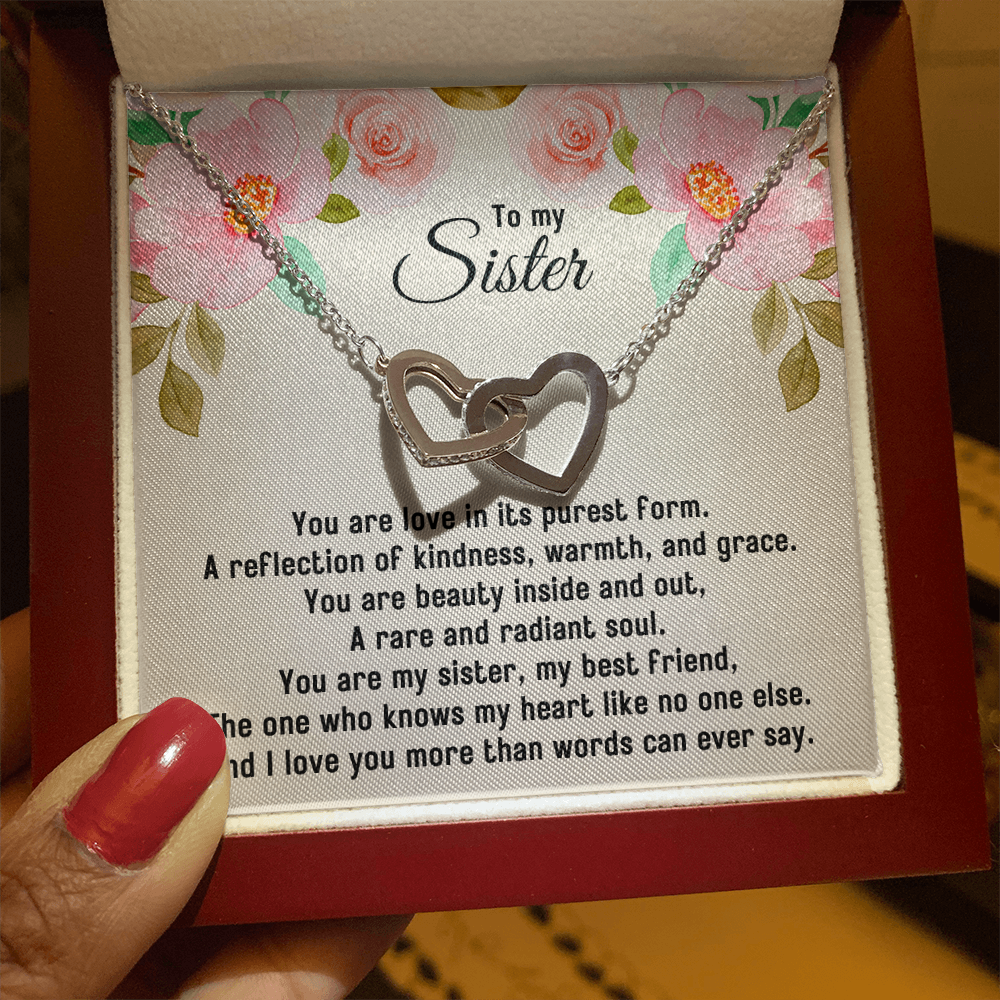 To my
Sister
You are love in its purest form.
A reflection of kindness, warmth, and grace.
You are beauty inside and out,
A rare and radiant soul.
You are my sister, my best friend,
The one who knows my heart like no one else.
And I love you more than words can ever say.